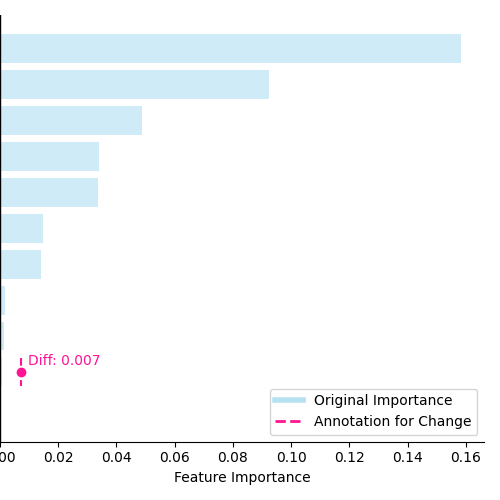 Diff: 0.007
Original Importance
Annotation for Change
00 0.02 0.04 0.06 0.08 0.10 0.12 0.14 0.16
Feature Importance